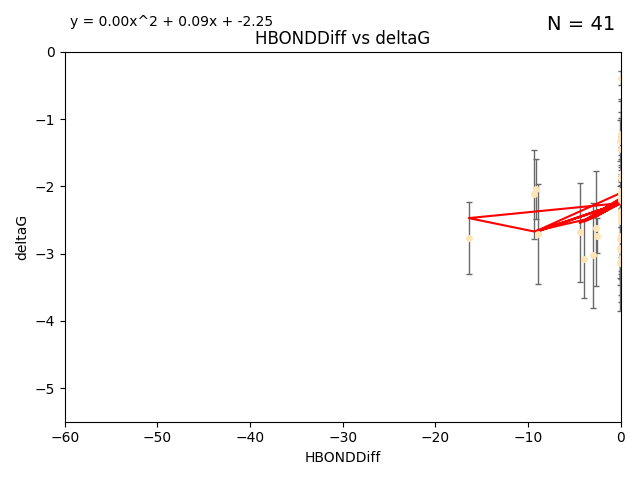 y = 0.00x^2 + 0.09x + -2.25
N = 41
HBONDDiff vs deltaG
0
−1
−2
−3
−4
−5
deltaG
−60
−50
−40
−30
−20
−10
0
HBONDDiff